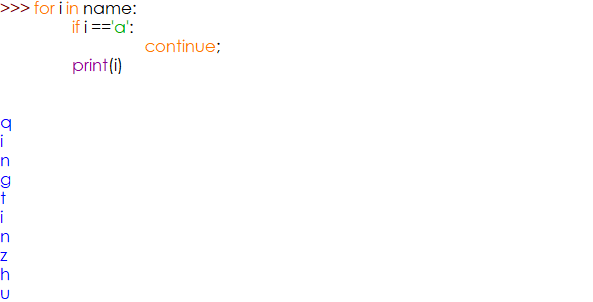 >>> for i in name:
if i =='a':
continue;
print(i)
q
i
n
g
t
i
n
z
h
u